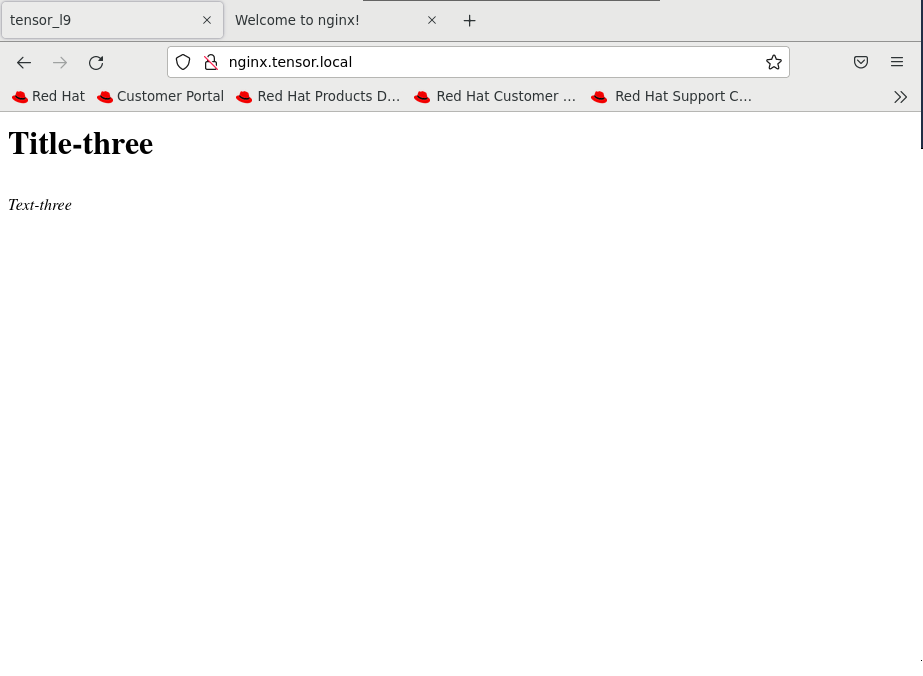 tensor_l9
Welcome to nginx!
nginx.tensor.local
Red Hat
Customer Portal
Red Hat Products D...
Red Hat Customer ...
Red Hat Support C...
Title-three
Text-three